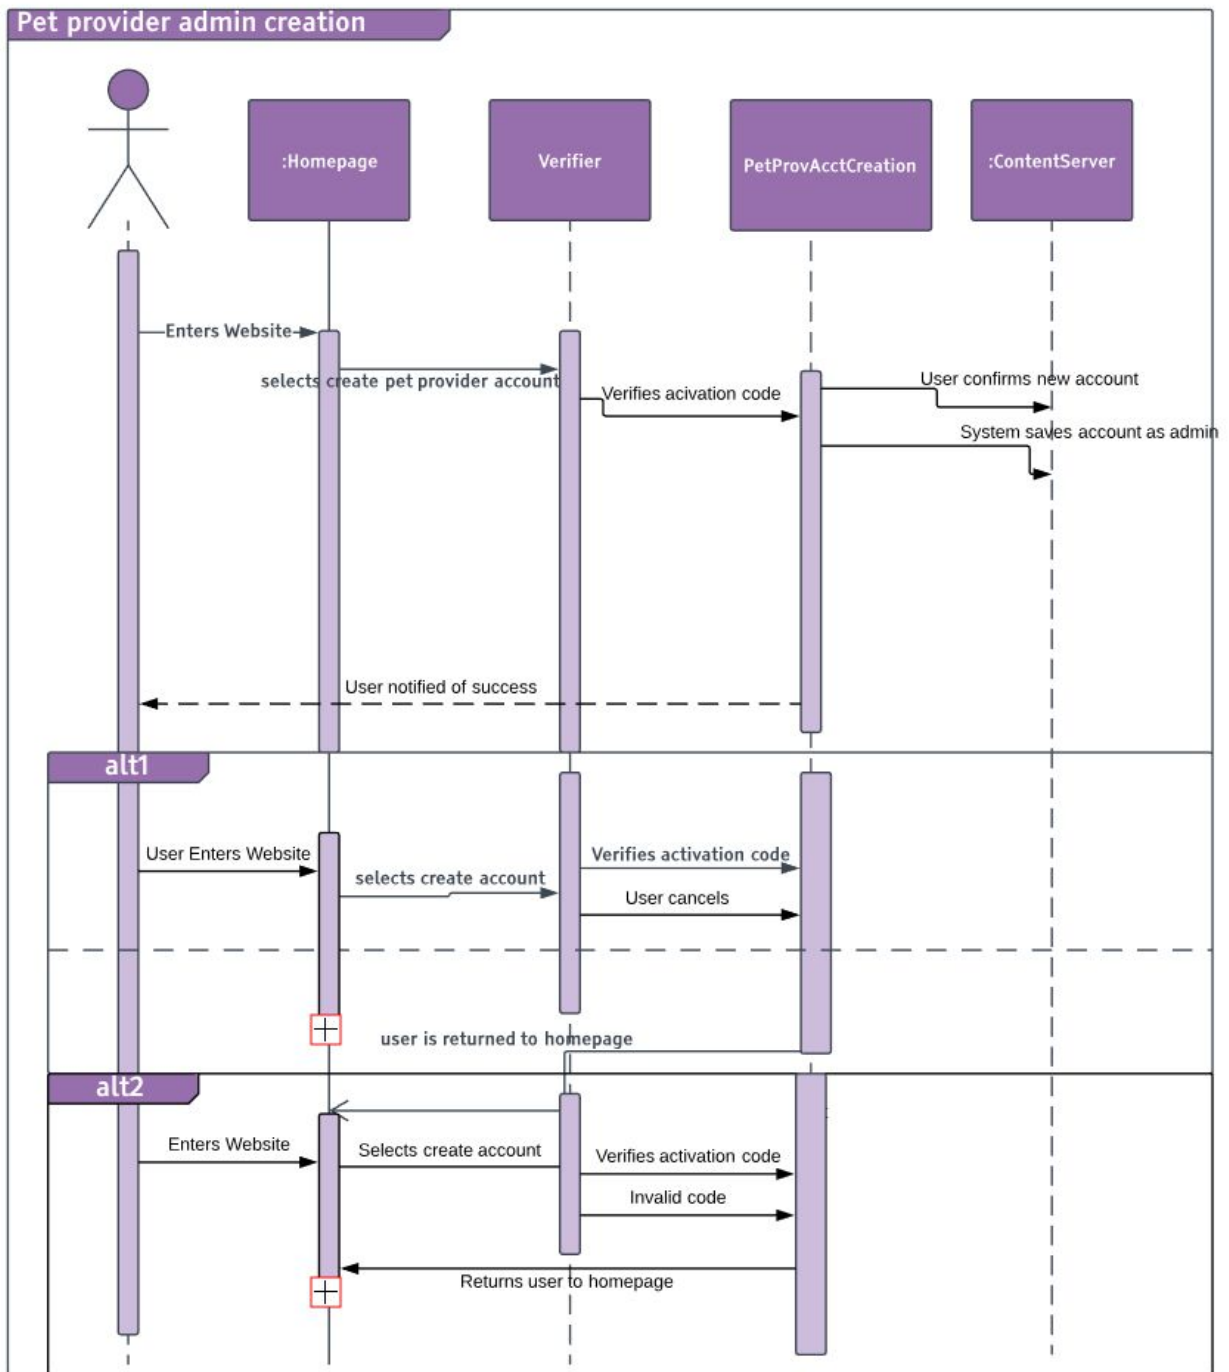 Pet provider admin creation
:Homepage
Verifier
PetProvAcctCreation
:ContentServer
Enters Website
selects create pet provider account
Verifies acivation code
User confirms new account
System saves account as admin
User notified of success
alt1
User Enters Website
selects create account
Verifies activation code
User cancels
user is returned to homepage
alt2
Enters Website
Selects create account
Verifies activation code
Invalid code
Returns user to homepage